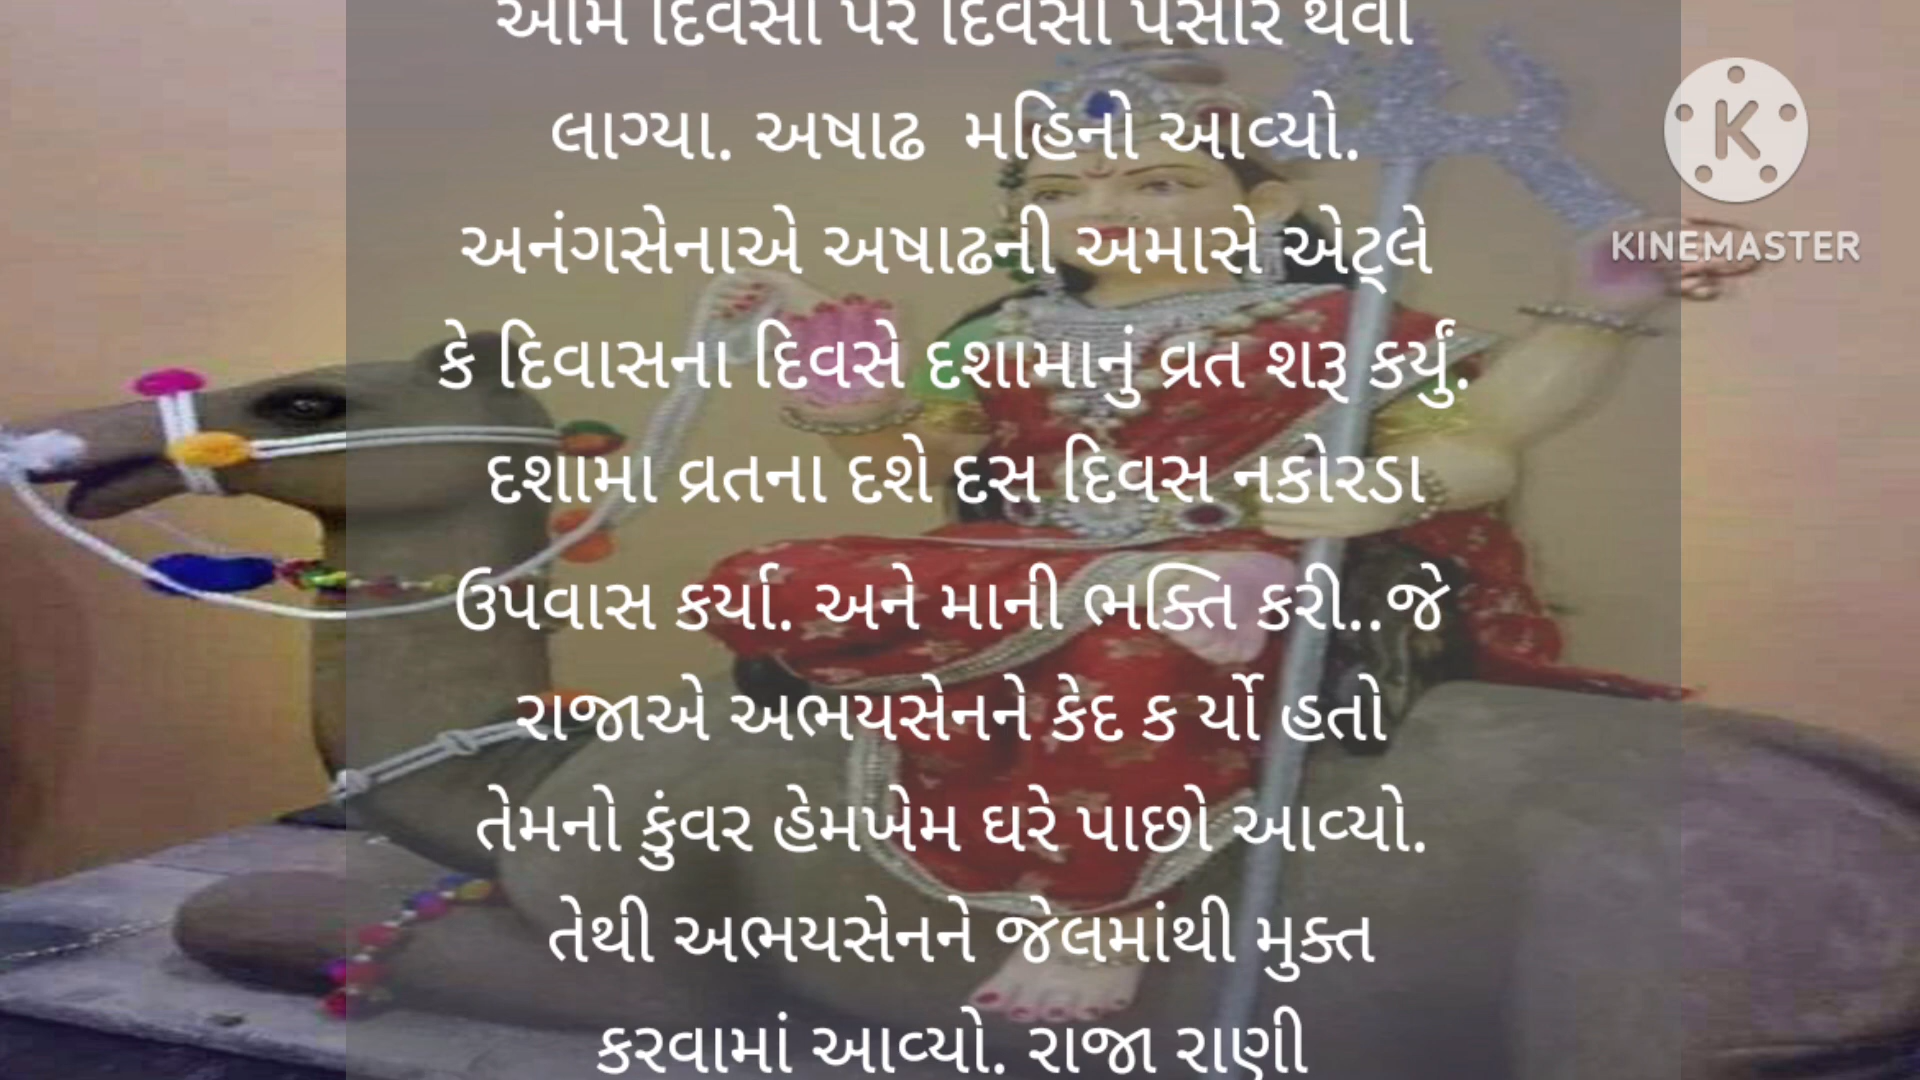 આમ દિવસો પર દિવસો પસાર થવા
લાગ્યા. અષાઢ  મહિનો આવ્યો.
અનંગસેનાએ અષાઢની અમાસે એટ્લે
કે દિવાસના દિવસે દશામાનું વ્રત શરૂ કર્યું.
દશામા વ્રતના દશે દસ દિવસ નકોરડા
ઉપવાસ કર્યા. અને માની ભક્તિ કરી..જે
રાજાએ અભયસેનને કેદ ક ર્યો હતો
તેમનો કુંવર હેમખેમ ઘરે પાછો આવ્યો.
તેથી અભયસેનને જેલમાંથી મુક્ત
કરવામાં આવ્યો. રાજા રાણી
K
KINEMASTER